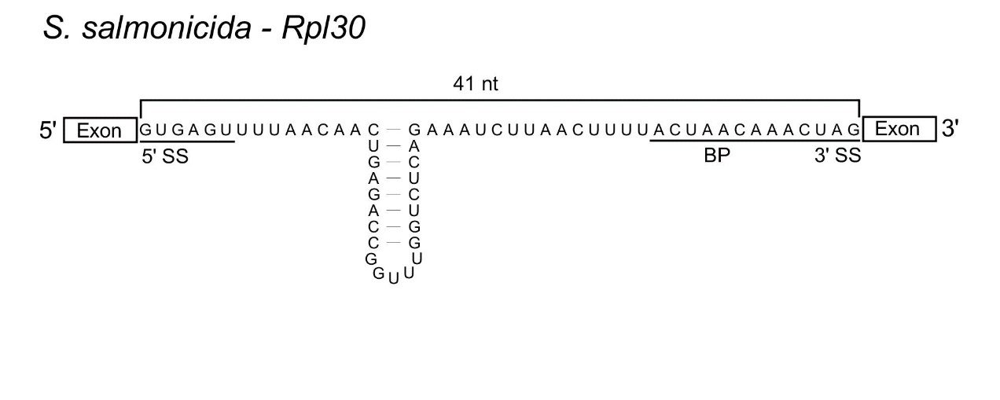 S. salmonicida - Rpl30
41 nt
5' Exon GUGAGUUUUAACAAC — GAAAUCUUAACUUUUACUAACAAACUAG Exon 3'
5' SS BP 3' SS
U — A
G — C
A — U
G — C
A — U
C — G
C — G
G U
G U U